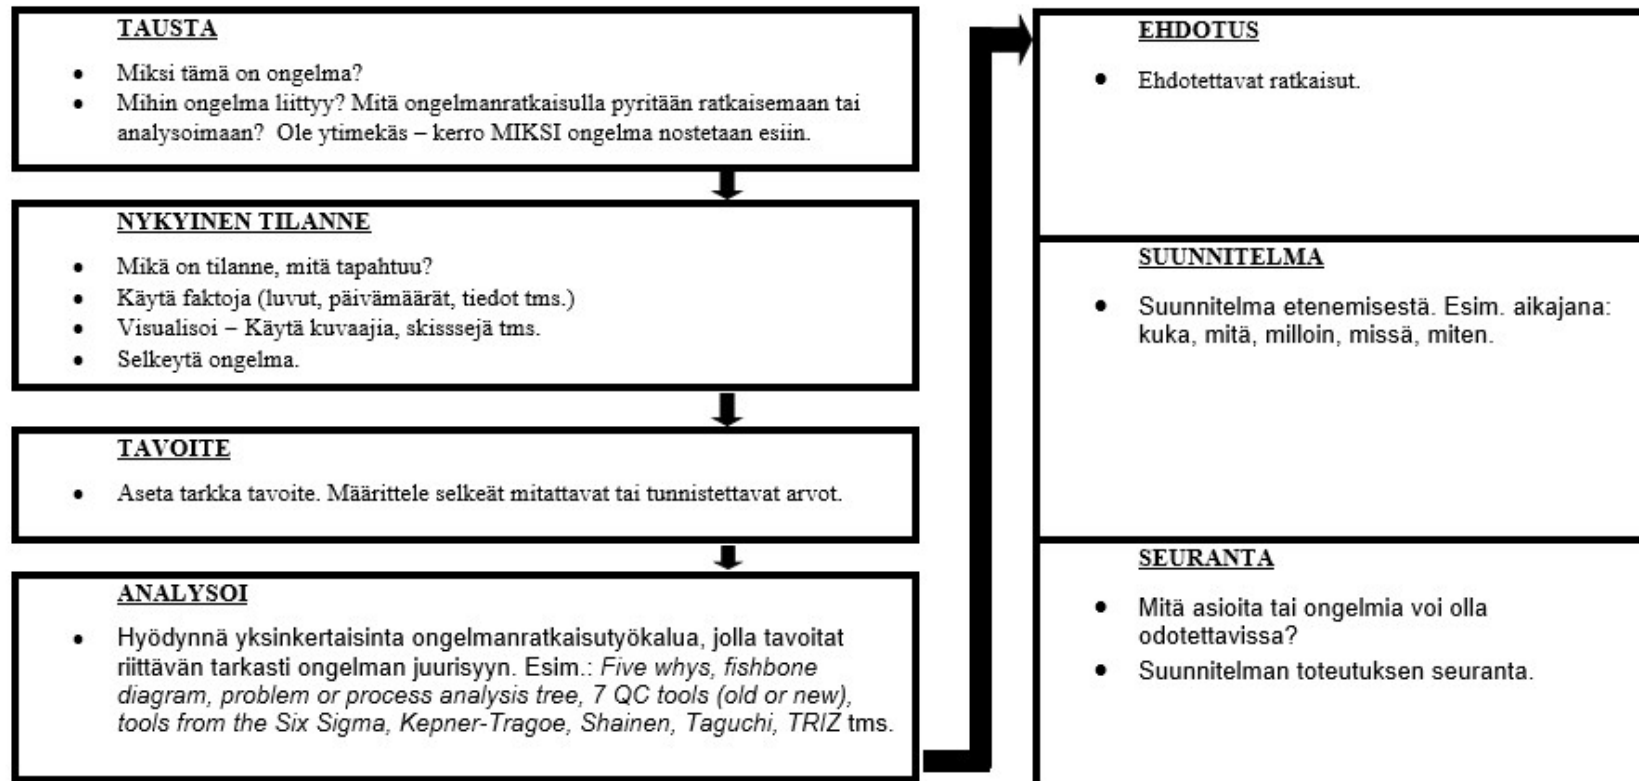 TAUSTA
• Miksi tämä on ongelma?
• Mihin ongelma liittyy? Mitä ongelmanratkaisulla pyritään ratkaisemaan tai
analysoimaan? Ole ytimekäs – kerro MIKSI ongelma nostetaan esiin.
NYKYINEN TILANNE
• Mikä on tilanne, mitä tapahtuu?
• Käytä faktoja (luvut, päivämäärät, tiedot tms.)
• Visualisoi – Käytä kuvaajia, skisssejä tms.
• Selkeytä ongelma.
TAVOITE
• Aseta tarkka tavoite. Määrittele selkeät mitattavat tai tunnistettavat arvot.
ANALYSOI
• Hyödynnä yksinkertaisinta ongelmanratkaisutyökalua, jolla tavoitat
riittävän tarkasti ongelman juurisyyn. Esim.: Five whys, fishbone
diagram, problem or process analysis tree, 7 QC tools (old or new),
tools from the Six Sigma, Kepner-Tragoe, Shainen, Taguchi, TRIZ tms.
EHDOTUS
• Ehdotettavat ratkaisut.
SUUNNITELMA
• Suunnitelma etenemisestä. Esim. aikajana:
kuka, mitä, milloin, missä, miten.
SEURANTA
• Mitä asioita tai ongelmia voi olla
odotettavissa?
• Suunnitelman toteutuksen seuranta.